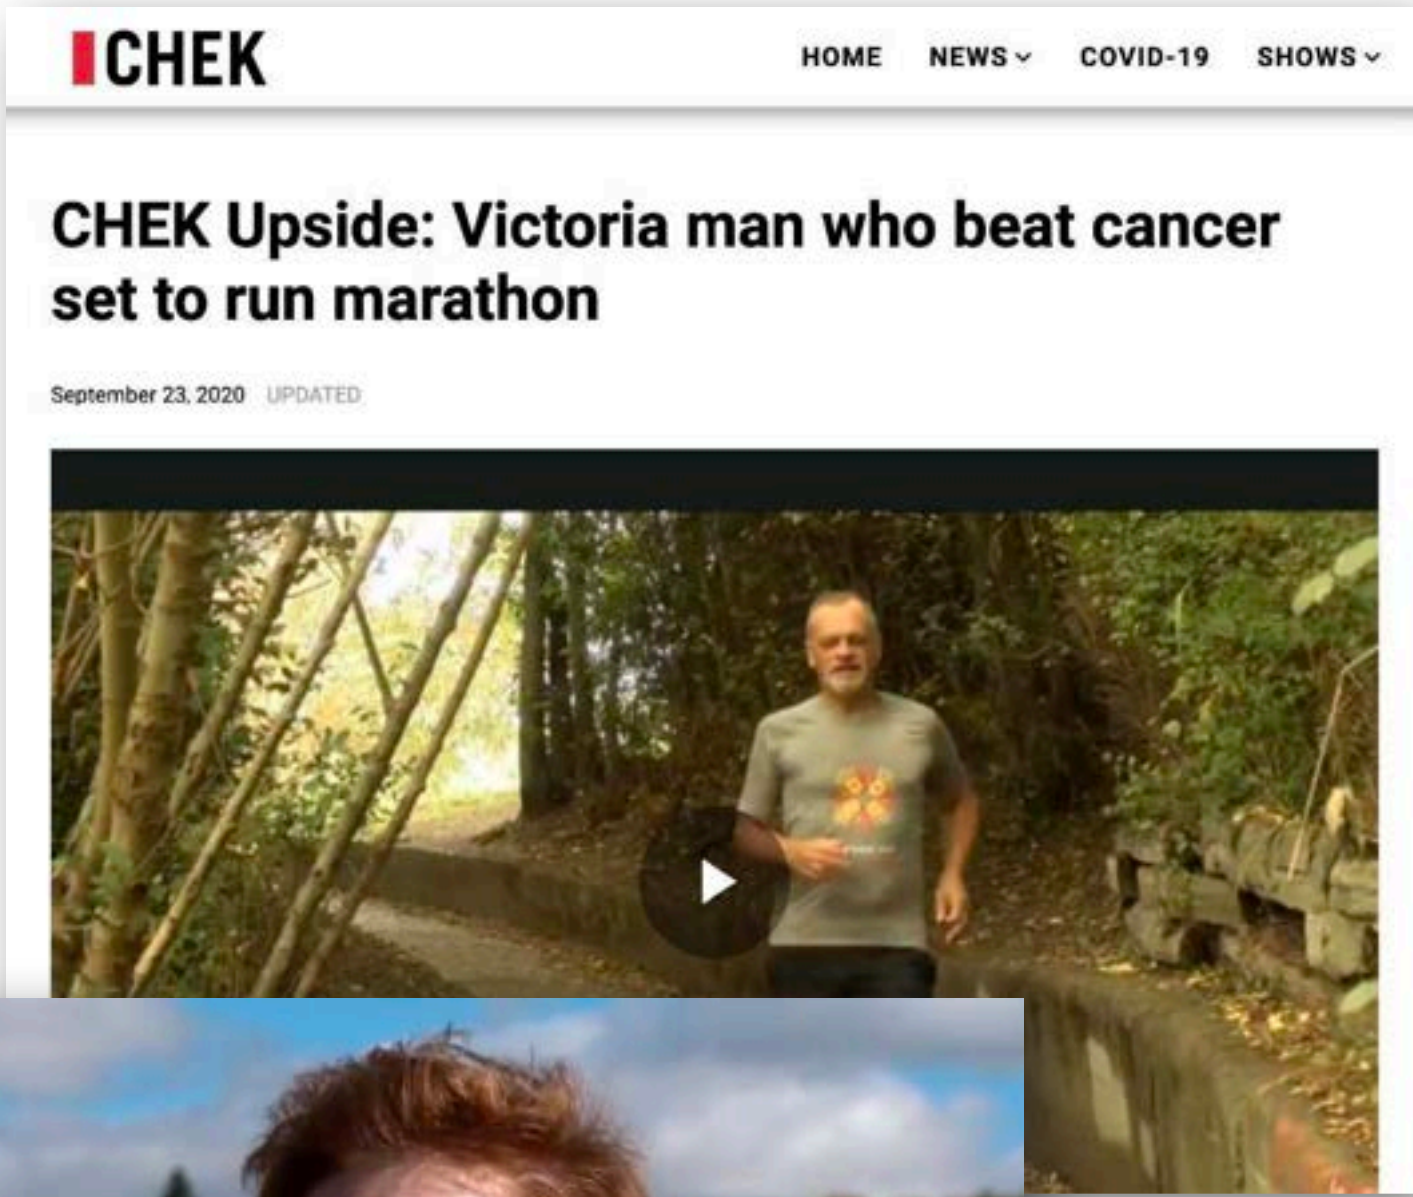 CHEK
HOME NEWS COVID-19 SHOWS
CHEK Upside: Victoria man who beat cancer
set to run marathon
September 23, 2020 UPDATED